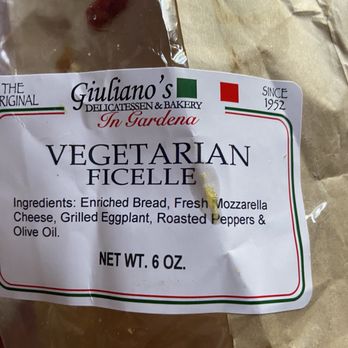 THE
ORIGINAL
Giuliano's
DELICATESSEN & BAKERY
In Gardena
SINCE
1952
VEGETARIAN
FICELLE
Ingredients: Enriched Bread, Fresh Mozzarella
Cheese, Grilled Eggplant, Roasted Peppers &
Olive Oil.
NET WT. 6 OZ.